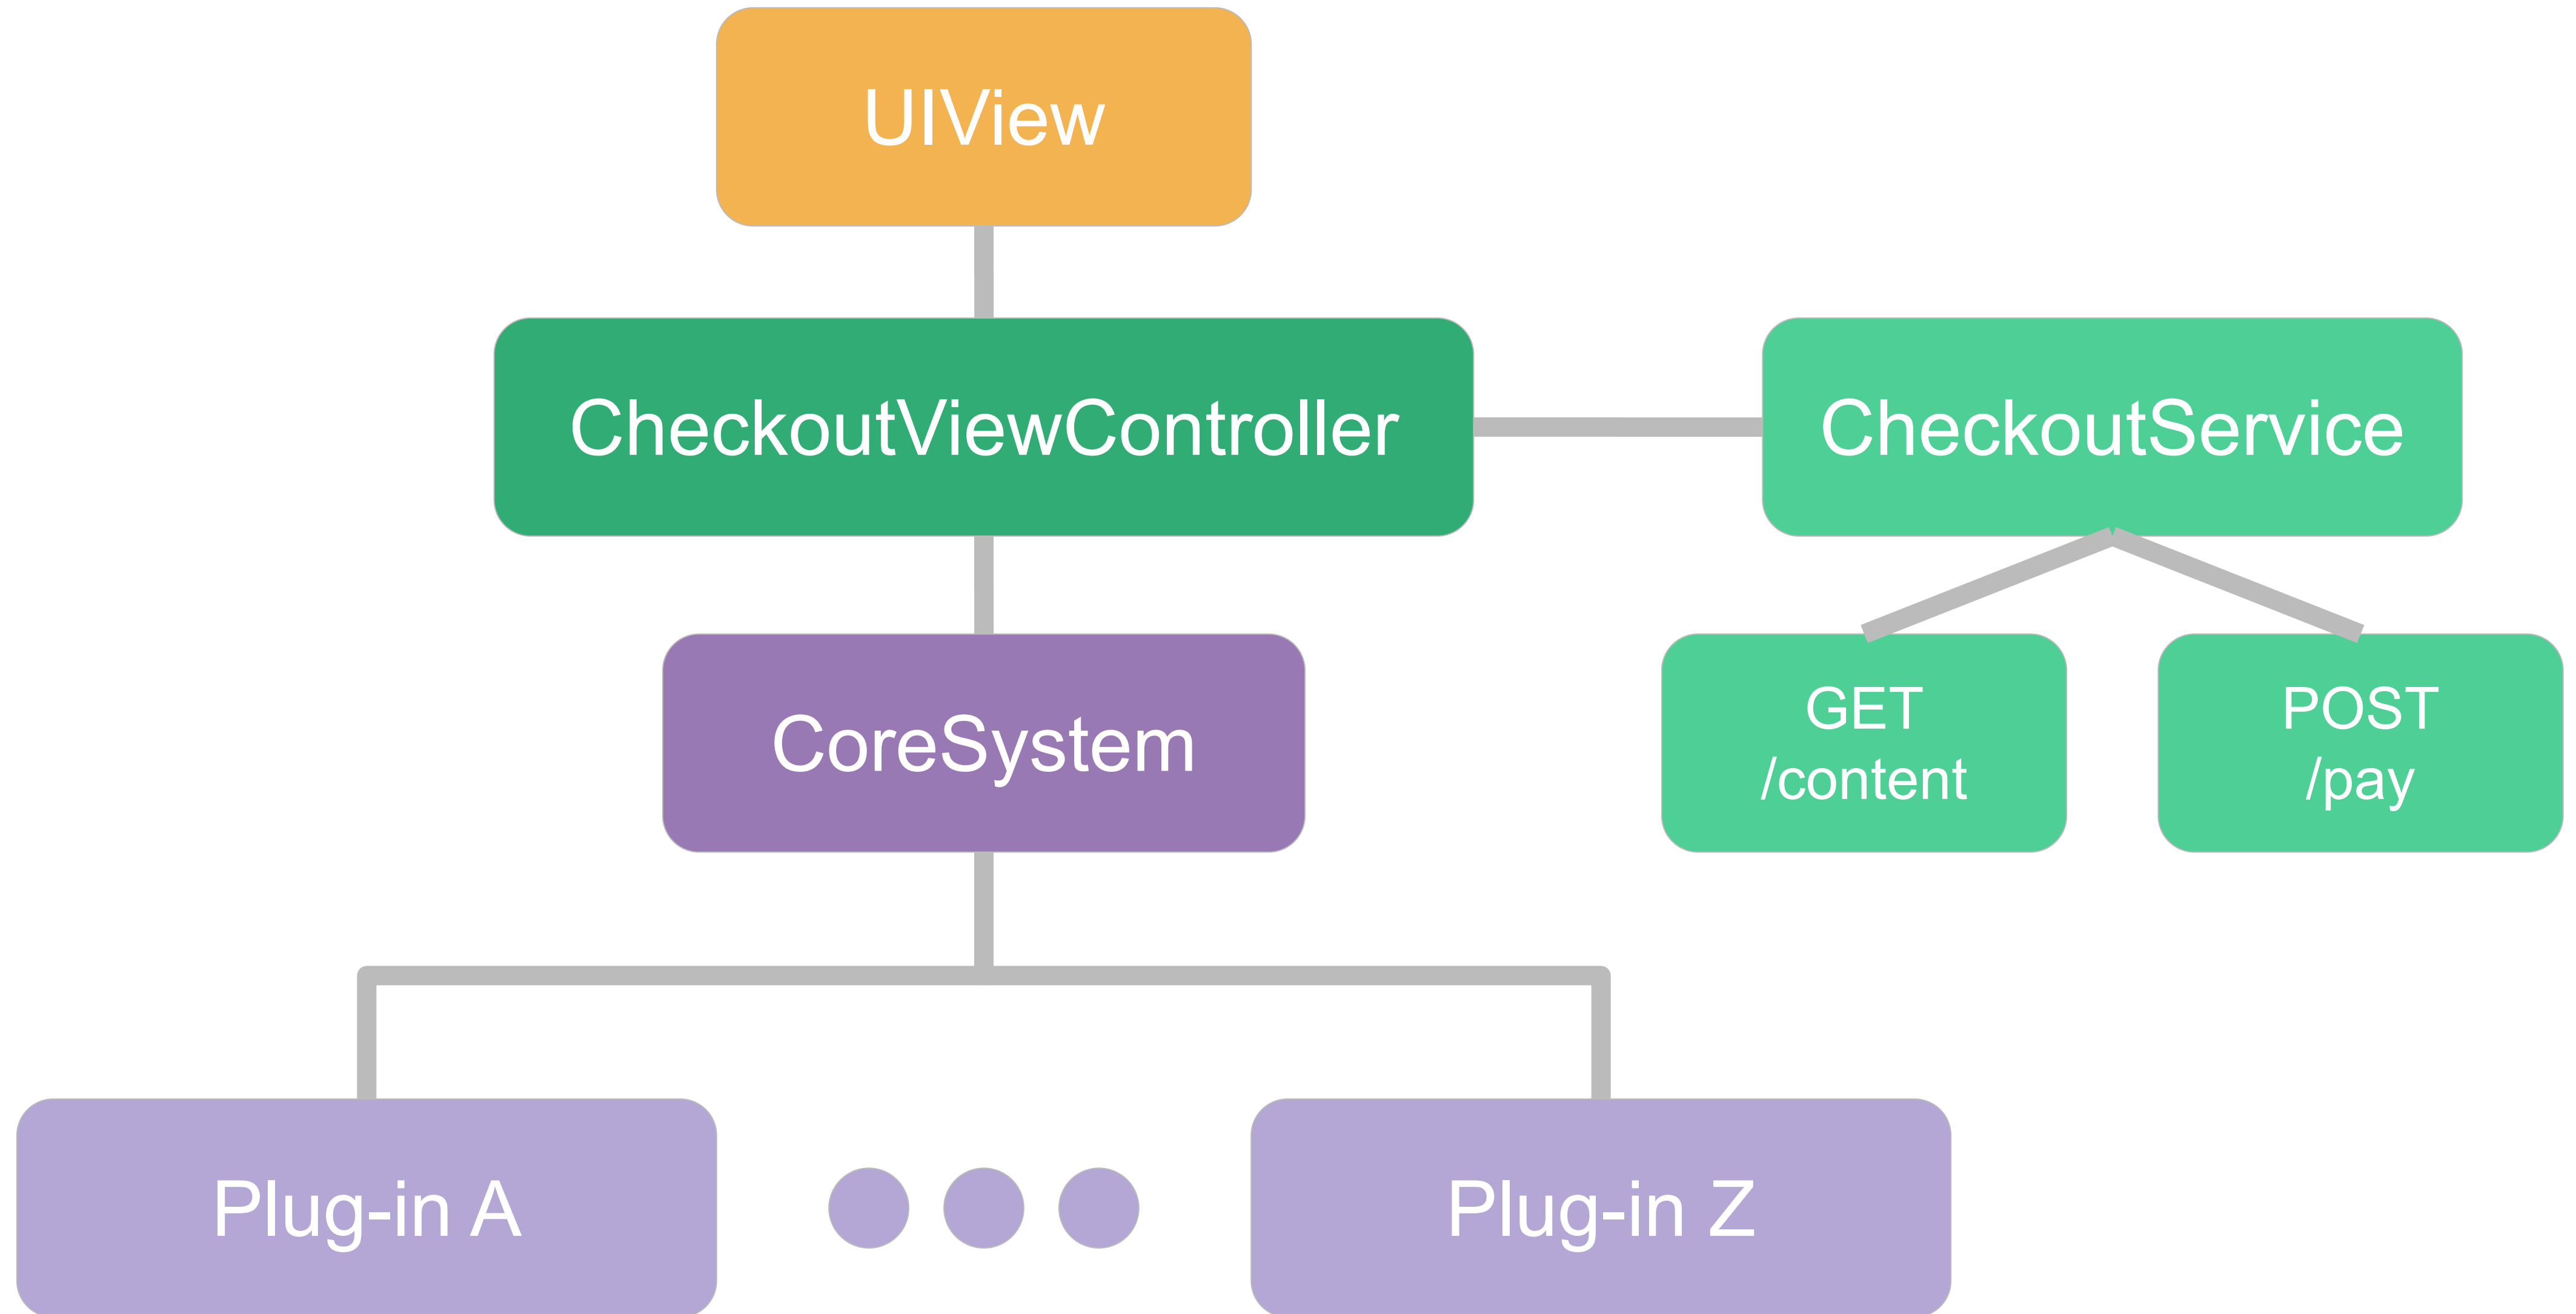 UIView
CheckoutViewController
CheckoutService
CoreSystem
GET
/content
POST
/pay
Plug-in A
Plug-in Z